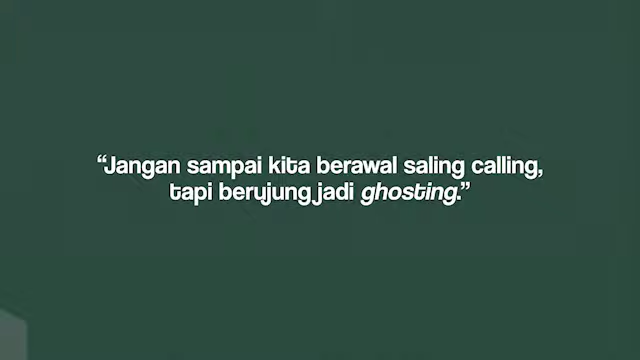 “Jangan sampai kita berawal saling calling,
tapi berujung jadi ghosting.”